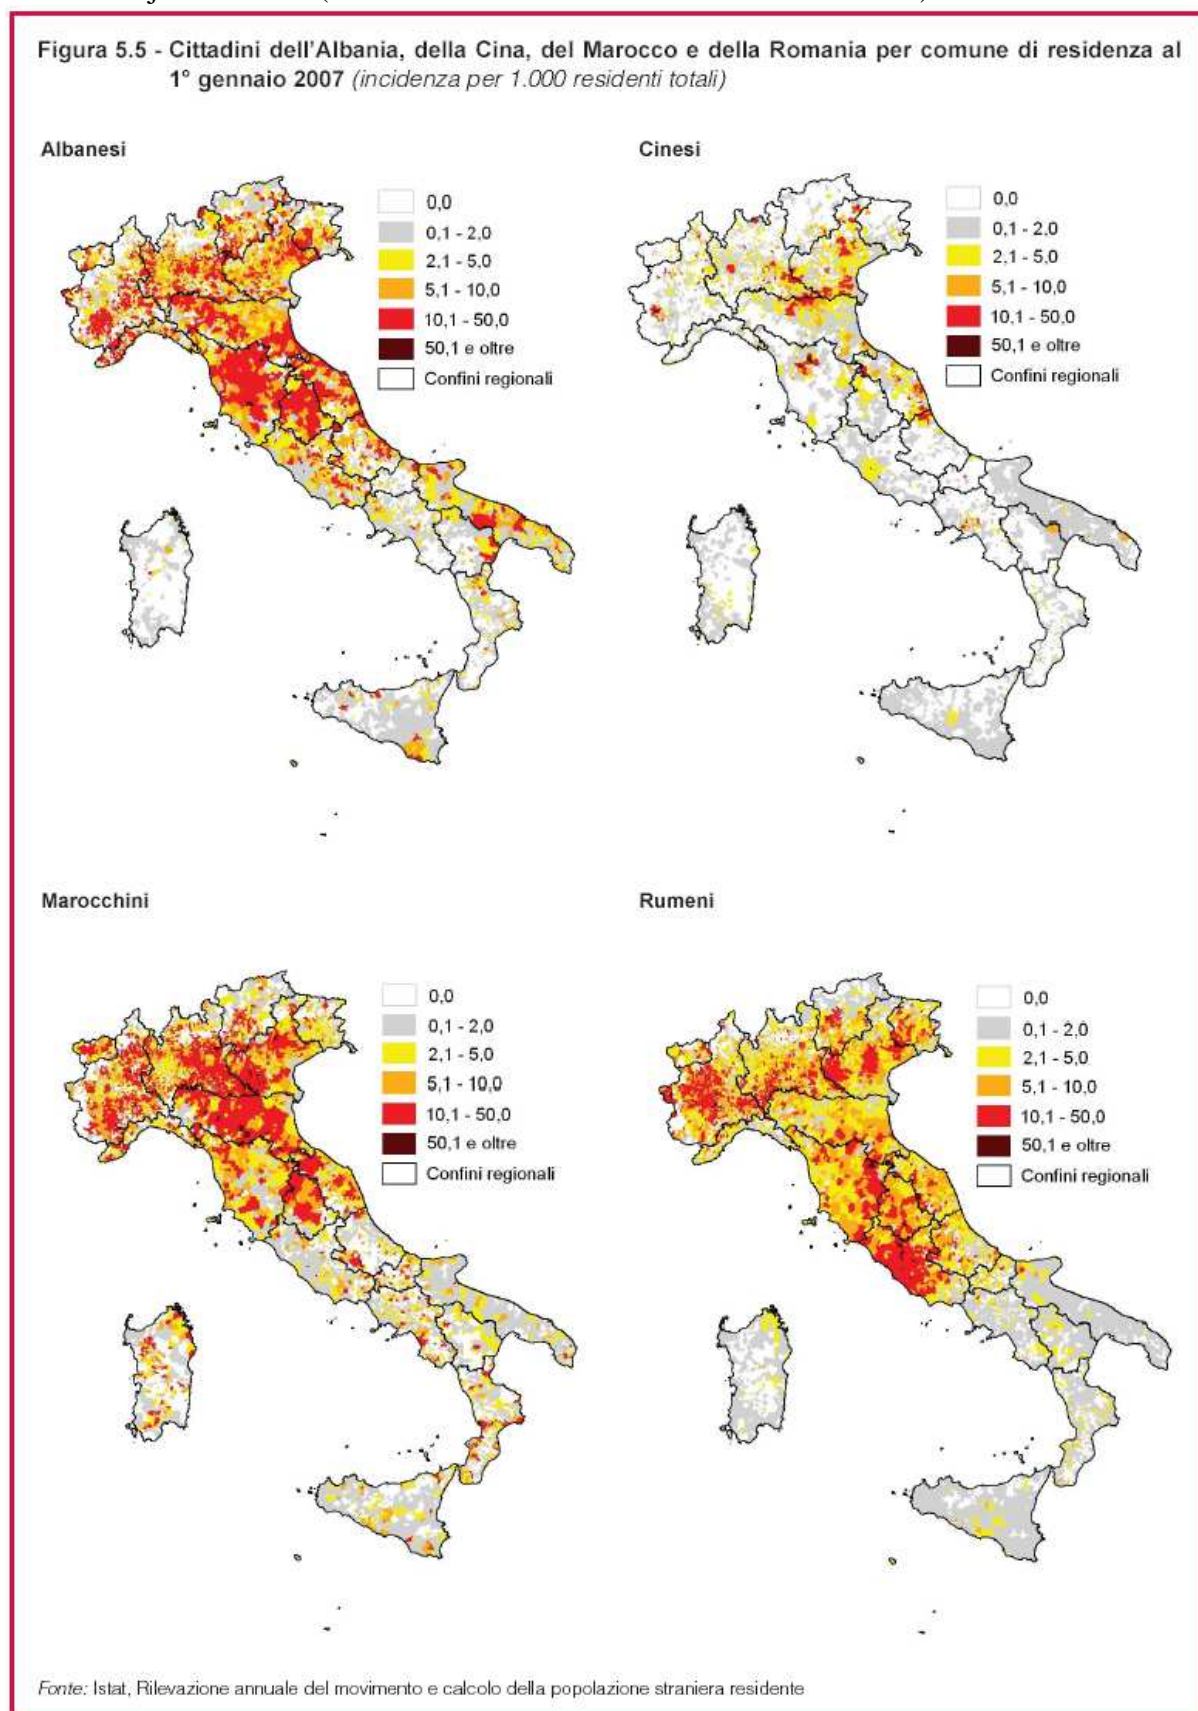 Figura 5.5 - Cittadini dell'Albania, della Cina, del Marocco e della Romania per comune di residenza al
1° gennaio 2007 (incidenza per 1.000 residenti totali)
Albanesi
0,0
0,1 - 2,0
2,1 - 5,0
5,1 - 10,0
10,1 - 50,0
50,1 e oltre
Confini regionali
Cinesi
0,0
0,1 - 2,0
2,1 - 5,0
5,1 - 10,0
10,1 - 50,0
50,1 e oltre
Confini regionali
Marocchini
0,0
0,1 - 2,0
2,1 - 5,0
5,1 - 10,0
10,1 - 50,0
50,1 e oltre
Confini regionali
Rumeni
0,0
0,1 - 2,0
2,1 - 5,0
5,1 - 10,0
10,1 - 50,0
50,1 e oltre
Confini regionali
Fonte: Istat, Rilevazione annuale del movimento e calcolo della popolazione straniera residente